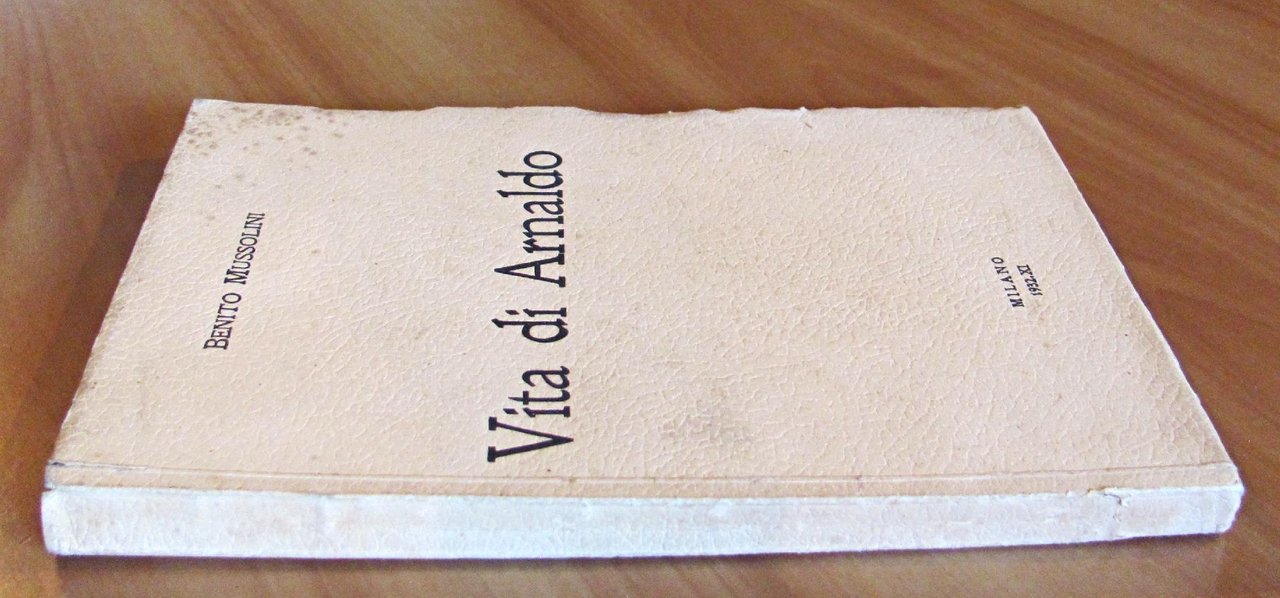 BENITO MUSSOLINI
Vita di Arnaldo
MILANO
1932-XI